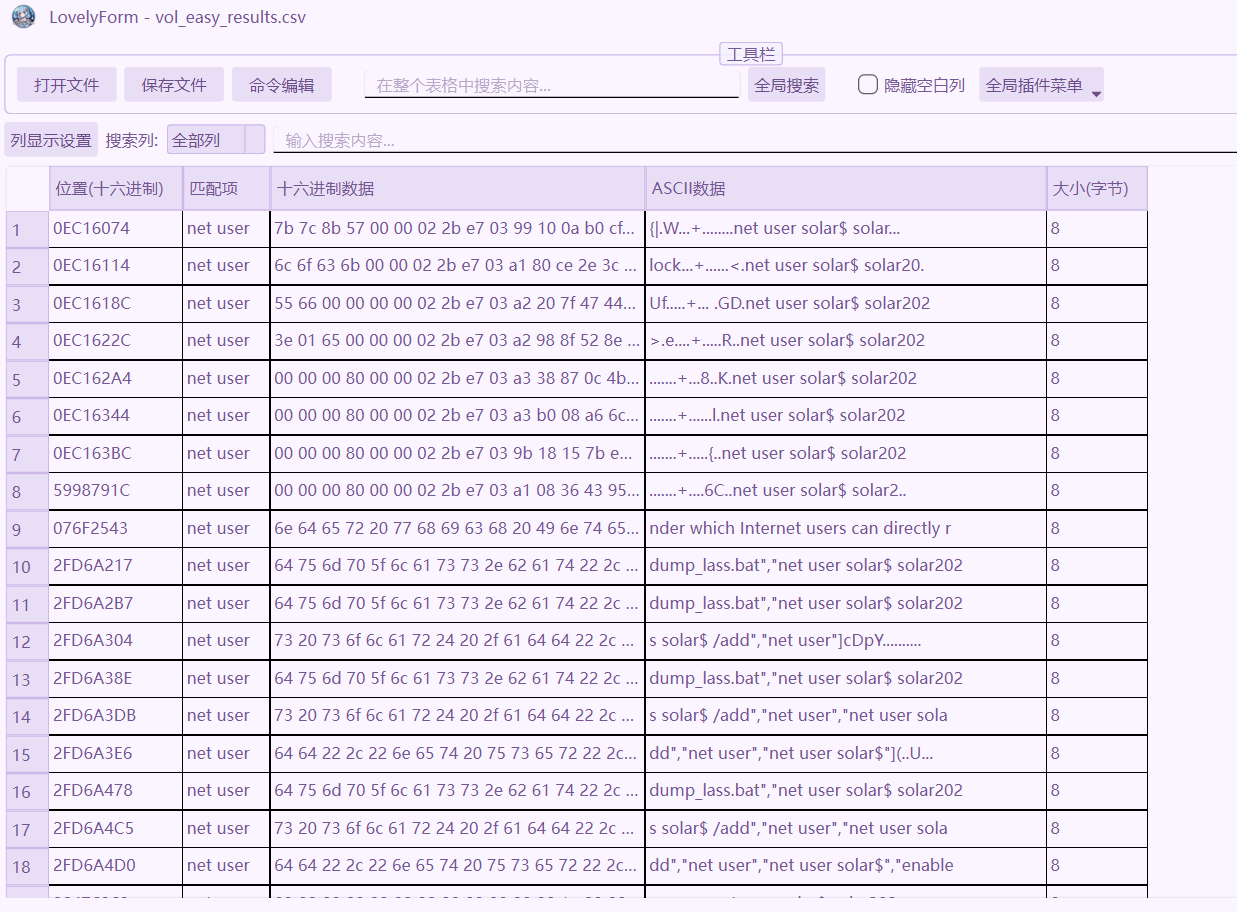 LovelyForm - vol_easy_results.csv
工具栏
打开文件 保存文件 命令编辑 在整个表格中搜索内容... 全局搜索 隐藏空白列 全局插件菜单
列显示设置 搜索列: 全部列 输入搜索内容...
位置(十六进制) 匹配项 十六进制数据 ASCII数据 大小(字节)
1 0EC16074 net user 7b 7c 8b 57 00 00 02 2b e7 03 99 10 0a b0 cf... {|.W...+........net user solar$ solar... 8
2 0EC16114 net user 6c 6f 63 6b 00 00 02 2b e7 03 a1 80 ce 2e 3c ... lock...+......<.net user solar$ solar20. 8
3 0EC1618C net user 55 66 00 00 00 00 02 2b e7 03 a2 20 7f 47 44... Uf.....+... .GD.net user solar$ solar202 8
4 0EC1622C net user 3e 01 65 00 00 00 02 2b e7 03 a2 98 8f 52 8e ... >.e....+.....R..net user solar$ solar202 8
5 0EC162A4 net user 00 00 00 80 00 00 02 2b e7 03 a3 38 87 0c 4b... .......+...8..K.net user solar$ solar202 8
6 0EC16344 net user 00 00 00 80 00 00 02 2b e7 03 a3 b0 08 a6 6c... .......+......l.net user solar$ solar202 8
7 0EC163BC net user 00 00 00 80 00 00 02 2b e7 03 9b 18 15 7b e... .......+.....{..net user solar$ solar202 8
8 5998791C net user 00 00 00 80 00 00 02 2b e7 03 a1 08 36 43 95... .......+....6C..net user solar$ solar2.. 8
9 076F2543 net user 6e 64 65 72 20 77 68 69 63 68 20 49 6e 74 65... nder which Internet users can directly r 8
10 2FD6A217 net user 64 75 6d 70 5f 6c 61 73 73 2e 62 61 74 22 2c ... dump_lass.bat","net user solar$ solar202 8
11 2FD6A2B7 net user 64 75 6d 70 5f 6c 61 73 73 2e 62 61 74 22 2c ... dump_lass.bat","net user solar$ solar202 8
12 2FD6A304 net user 73 20 73 6f 6c 61 72 24 20 2f 61 64 64 22 2c ... s solar$ /add","net user"]cDpY.......... 8
13 2FD6A38E net user 64 75 6d 70 5f 6c 61 73 73 2e 62 61 74 22 2c ... dump_lass.bat","net user solar$ solar202 8
14 2FD6A3DB net user 73 20 73 6f 6c 61 72 24 20 2f 61 64 64 22 2c ... s solar$ /add","net user","net user sola 8
15 2FD6A3E6 net user 64 64 22 2c 22 6e 65 74 20 75 73 65 72 22 2c... dd","net user","net user solar$"](..U... 8
16 2FD6A478 net user 64 75 6d 70 5f 6c 61 73 73 2e 62 61 74 22 2c ... dump_lass.bat","net user solar$ solar202 8
17 2FD6A4C5 net user 73 20 73 6f 6c 61 72 24 20 2f 61 64 64 22 2c ... s solar$ /add","net user","net user sola 8
18 2FD6A4D0 net user 64 64 22 2c 22 6e 65 74 20 75 73 65 72 22 2c... dd","net user","net user solar$","enable 8